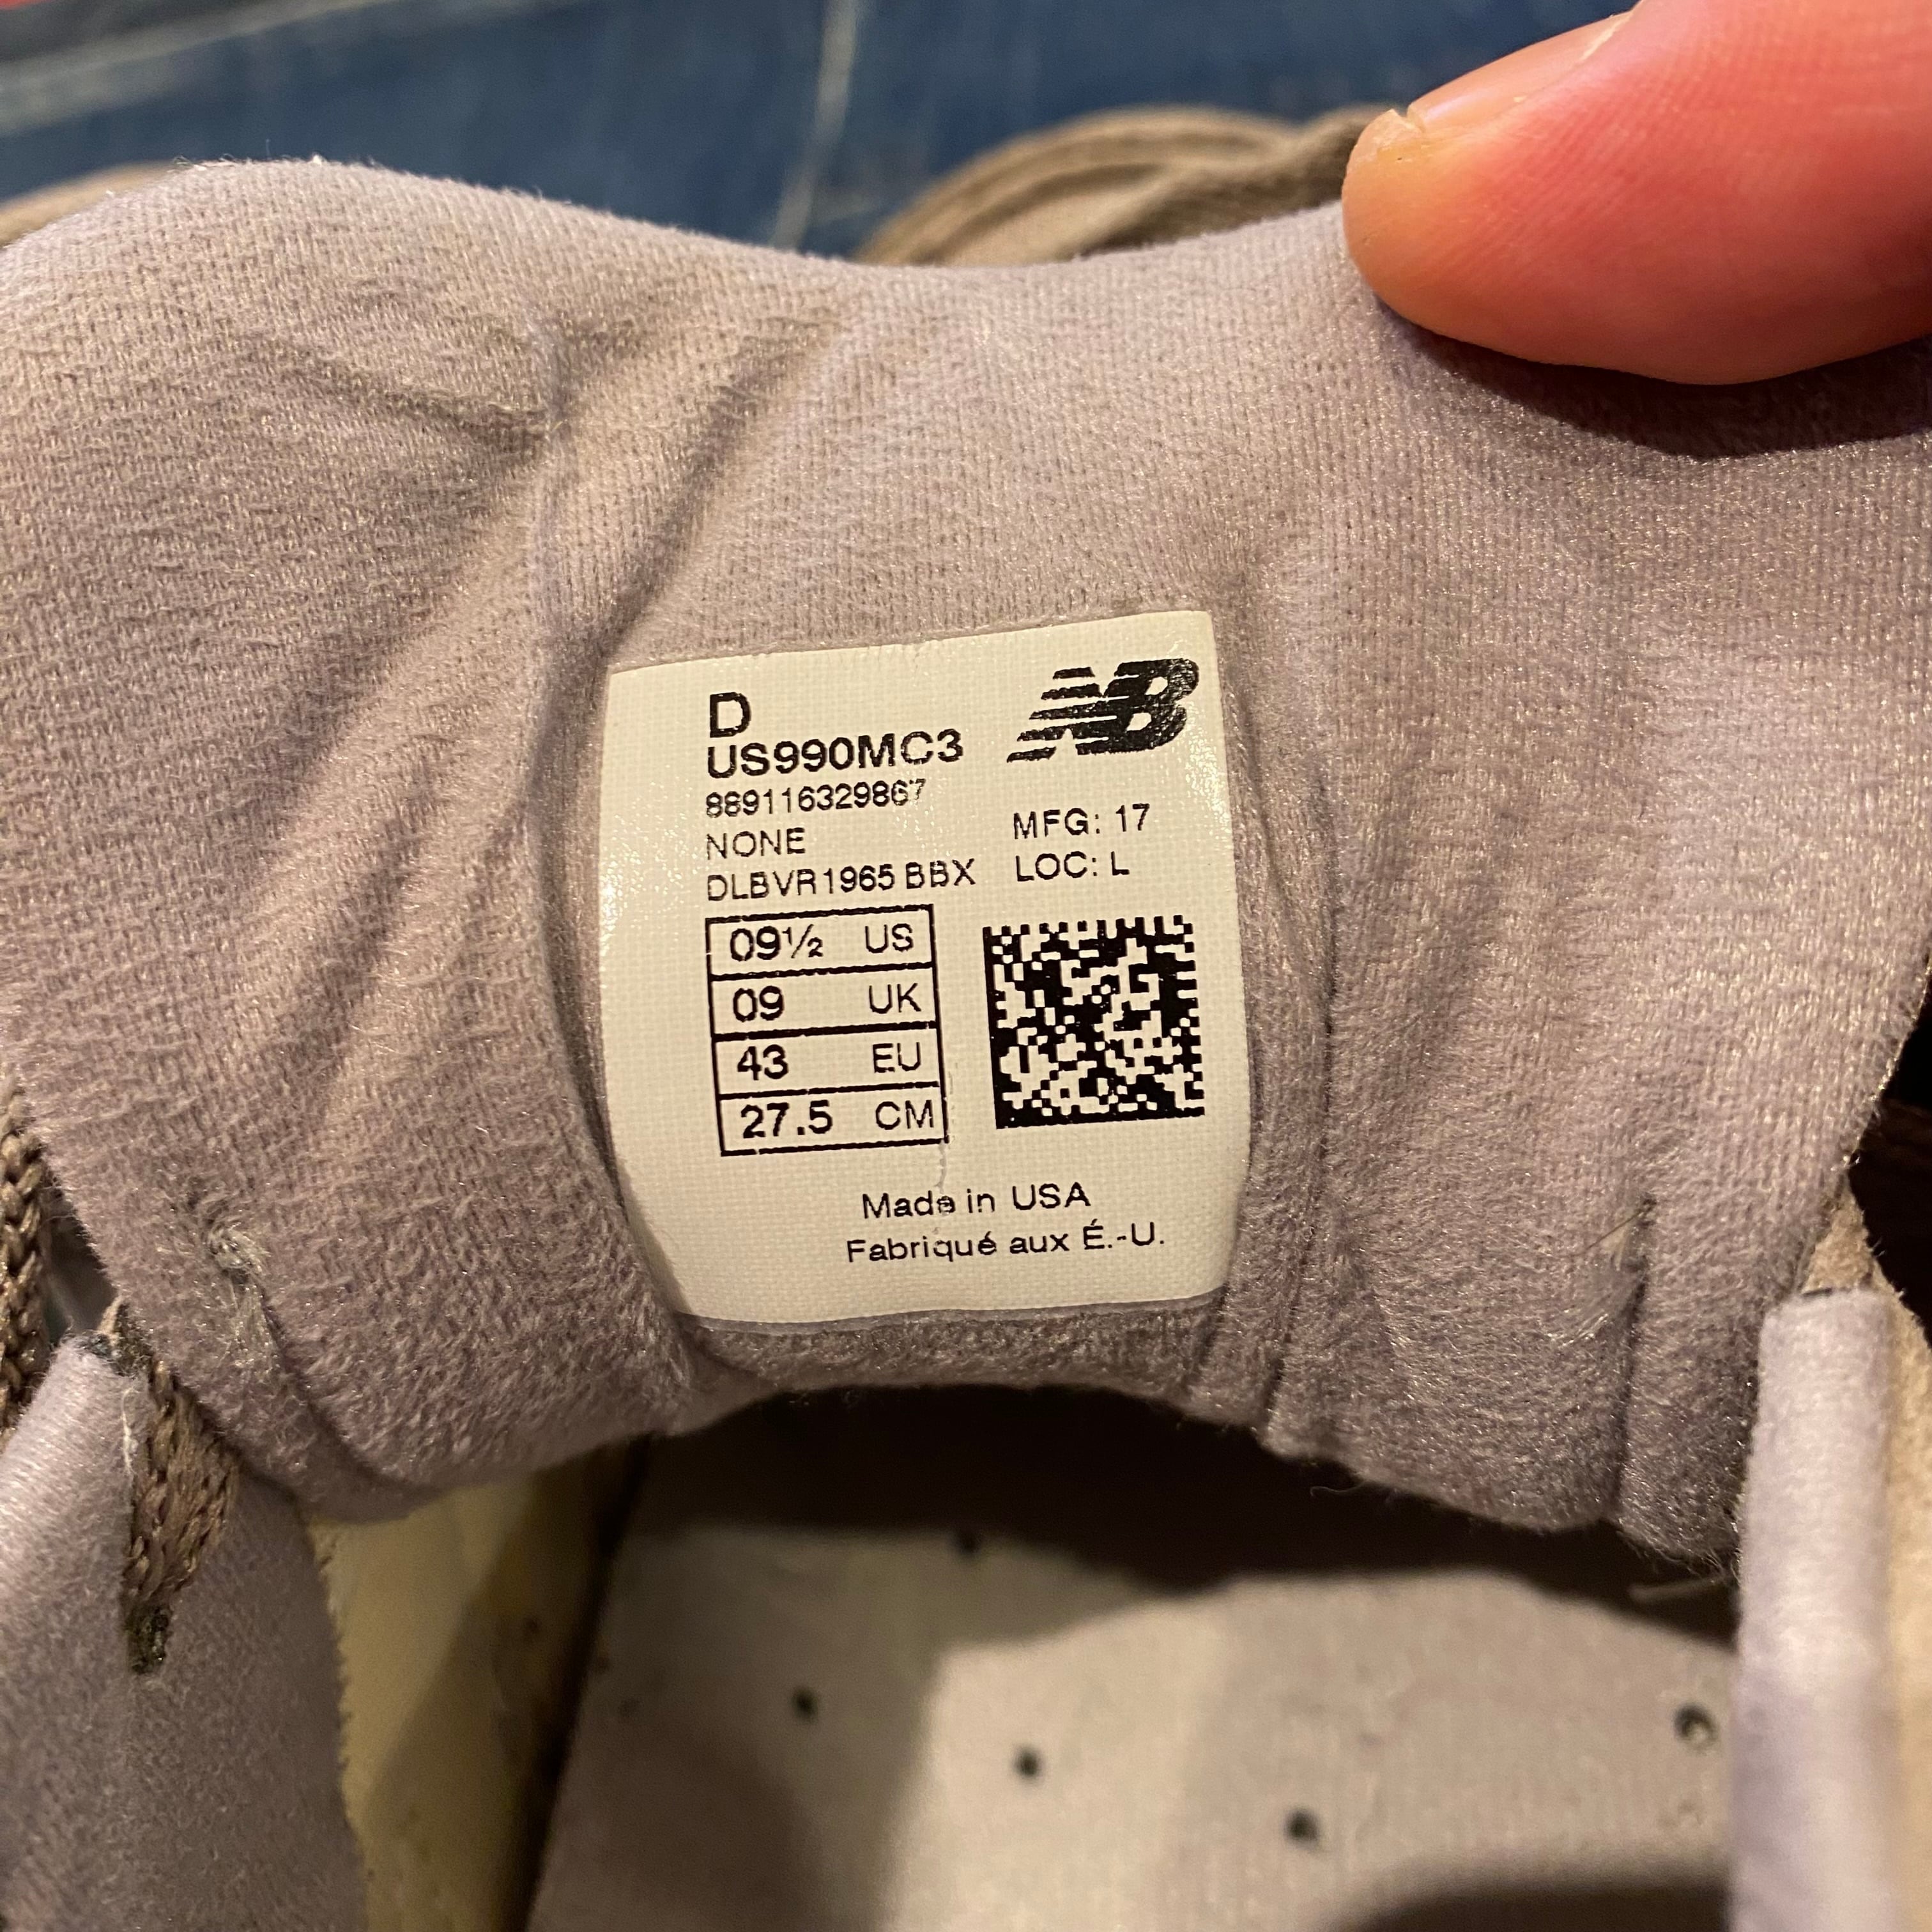 D
US990MC3
889116329867
NONE
DLBVR1965 BBX
NB
MFG: 17
LOC: L
09½ US
09 UK
43 EU
27.5 CM
Made in USA
Fabriqué aux É.-U.